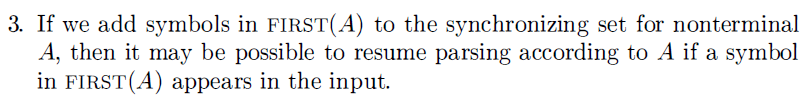 3. If we add symbols in FIRST(A) to the synchronizing set for nonterminal
A, then it may be possible to resume parsing according to A if a symbol
in FIRST(A) appears in the input.